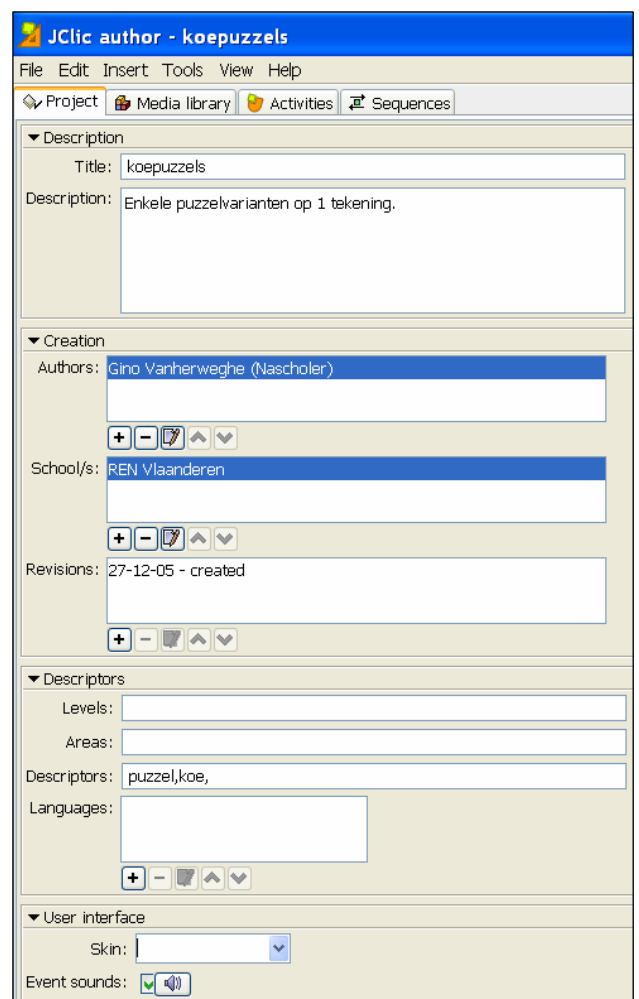 JClic author - koepuzzels
File Edit Insert Tools View Help
Project Media library Activities Sequences
Description
Title: koepuzzels
Description: Enkele puzzelvarianten op 1 tekening.
Creation
Authors: Gino Vanherweghe (Nascholer)
School/s: REN Vlaanderen
Revisions: 27-12-05 - created
Descriptors
Levels:
Areas:
Descriptors: puzzel,koe,
Languages:
User interface
Skin:
Event sounds: